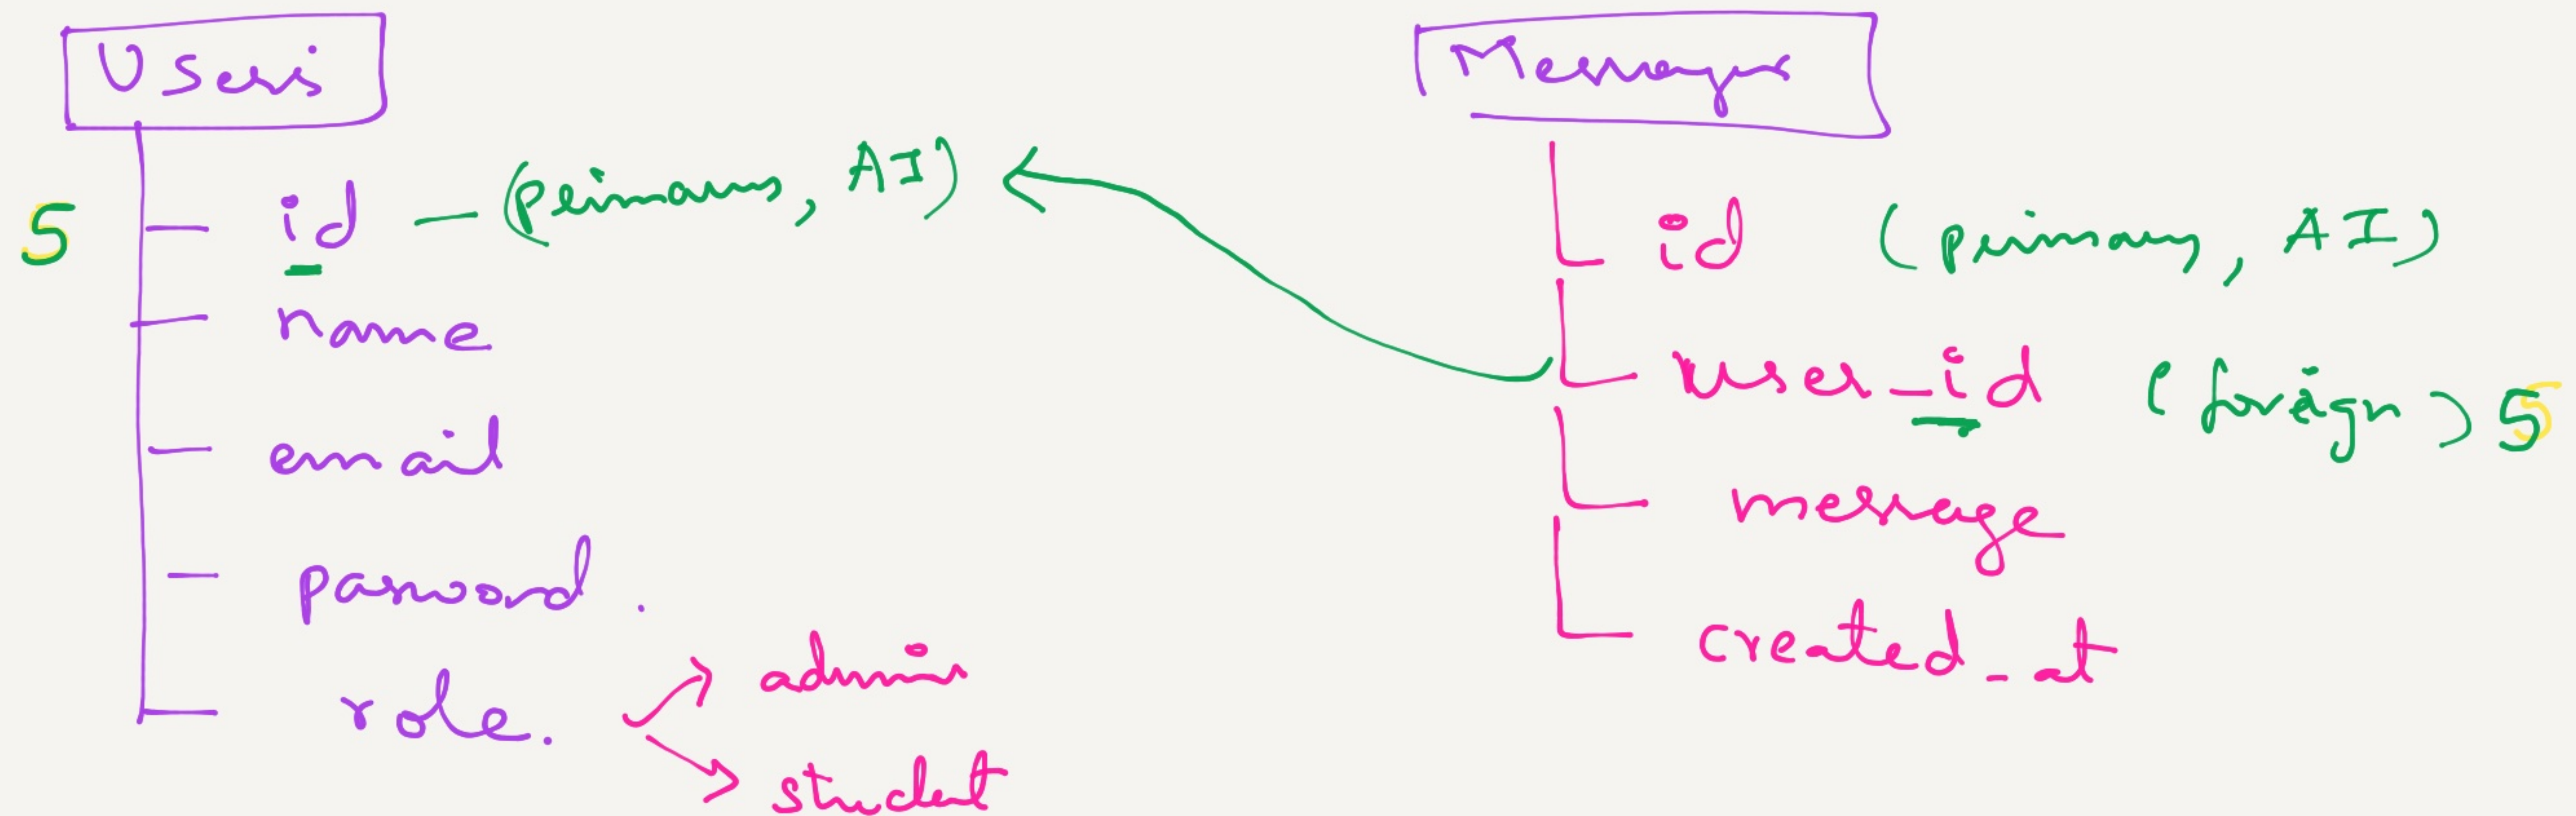 Users
5 id - (primary, AI)
name
email
password.
role.
admin
student
Messages
id (primary, AI)
user_id (foreign) 5
message
created_at